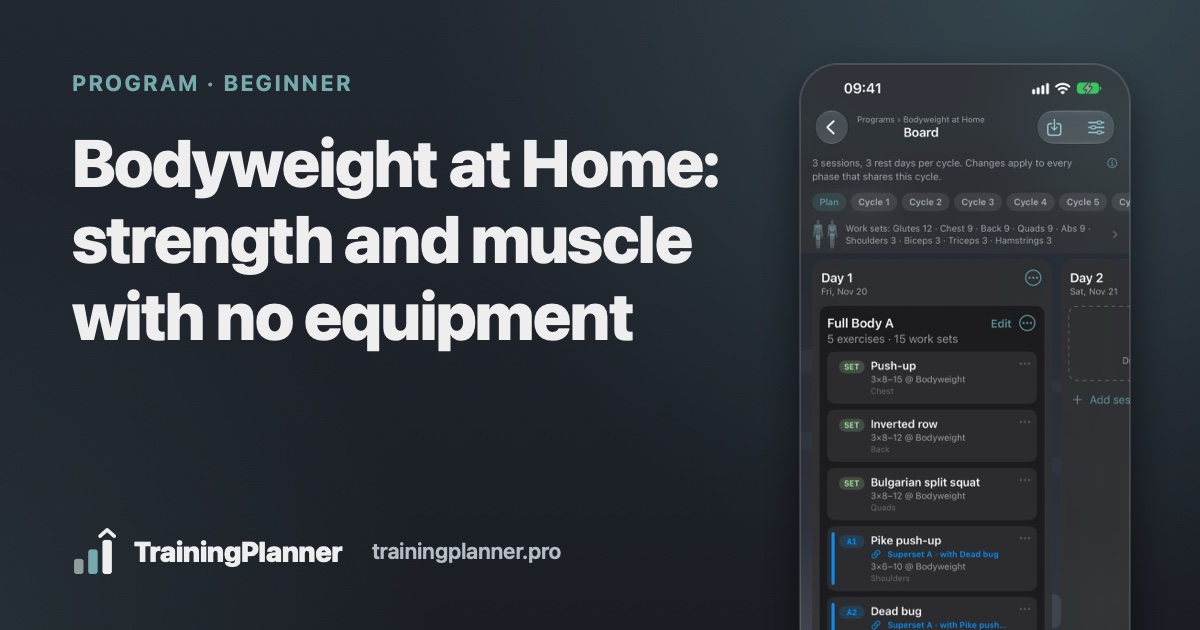 PROGRAM · BEGINNER
Bodyweight at Home:
strength and muscle
with no equipment
TrainingPlanner
trainingplanner.pro
09:41
Programs › Bodyweight at Home
Board
3 sessions, 3 rest days per cycle. Changes apply to every
phase that shares this cycle.
Plan
Cycle 1
Cycle 2
Cycle 3
Cycle 4
Cycle 5
Cy
Work sets: Glutes 12 · Chest 9 · Back 9 · Quads 9 · Abs 9 ·
Shoulders 3 · Biceps 3 · Triceps 3 · Hamstrings 3
Day 1
Fri, Nov 20
Full Body A
Edit
5 exercises · 15 work sets
SET
Push-up
3×8–15 @ Bodyweight
Chest
SET
Inverted row
3×8–12 @ Bodyweight
Back
SET
Bulgarian split squat
3×8–12 @ Bodyweight
Quads
A1
Pike push-up
Superset A · with Dead bug
3×6–10 @ Bodyweight
Shoulders
A2
Dead bug
Superset A · with Pike push...
Day 2
Sat, Nov 21
D
+ Add ses